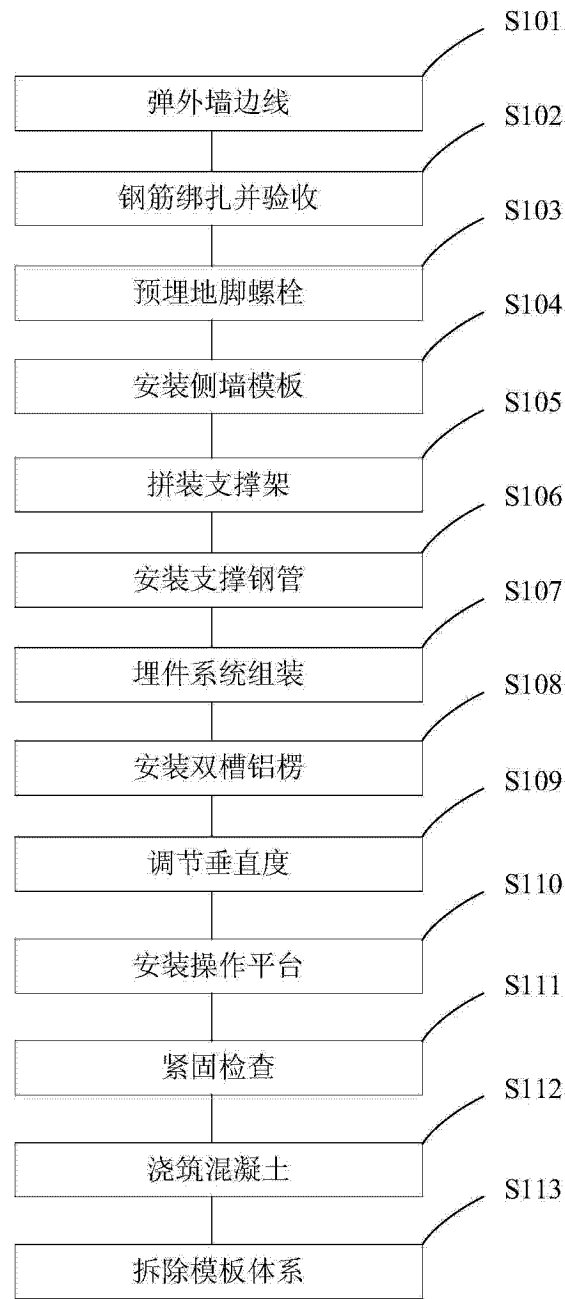 S101
弹外墙边线
S102
钢筋绑扎并验收
S103
预埋地脚螺栓
S104
安装侧墙模板
S105
拼装支撑架
S106
安装支撑钢管
S107
埋件系统组装
S108
安装双槽铝楞
S109
调节垂直度
S110
安装操作平台
S111
紧固检查
S112
浇筑混凝土
S113
拆除模板体系